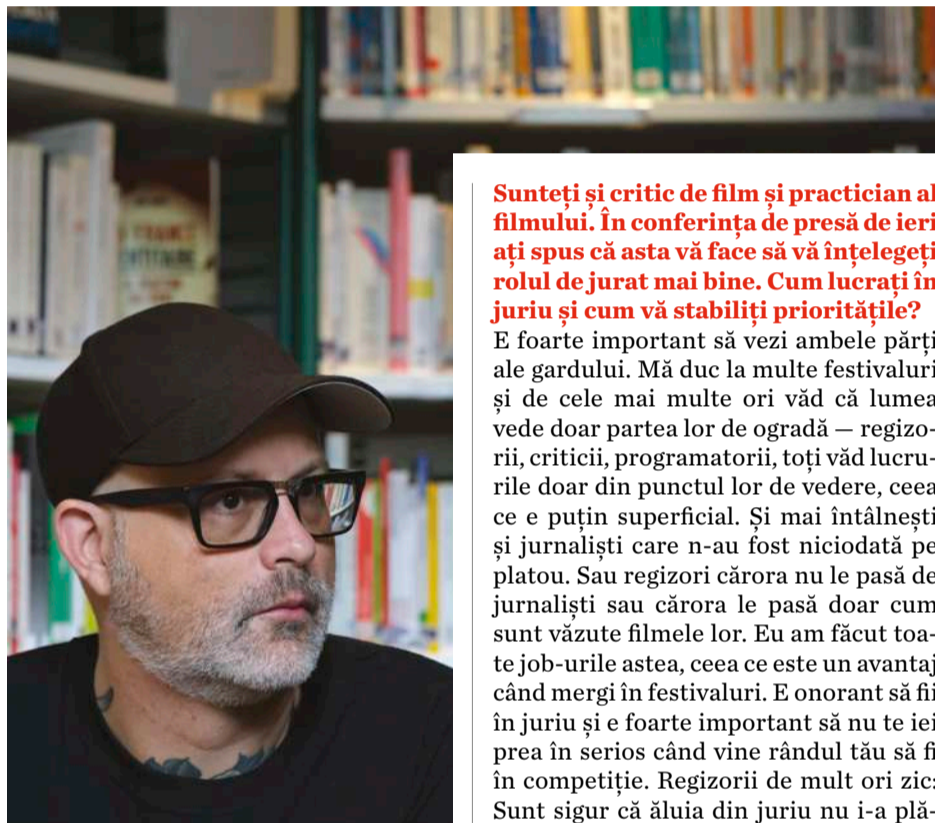 Sunteți și critic de film și practician al
filmului. În conferința de presă de ieri
ați spus că asta vă face să vă înțelegeți
rolul de jurat mai bine. Cum lucrați în
juriu și cum vă stabiliți prioritățile?
E foarte important să vezi ambele părți
ale gardului. Mă duc la multe festivaluri
și de cele mai multe ori văd că lumea
vede doar partea lor de ogradă — regizo-
rii, criticii, programatorii, toți văd lucru-
rile doar din punctul lor de vedere, ceea
ce e puțin superficial. Și mai întâlnești
și jurnaliști care n-au fost niciodată pe
platou. Sau regizori cărora nu le pasă de
jurnaliști sau cărora le pasă doar cum
sunt văzute filmele lor. Eu am făcut toa-
te job-urile astea, ceea ce este un avantaj
când mergi în festivaluri. E onorant să fii
în juriu și e foarte important să nu te iei
prea în serios când vine rândul tău să fi
în competiție. Regizorii de mult ori zic:
Sunt sigur că ăluia din juriu nu i-a plă-